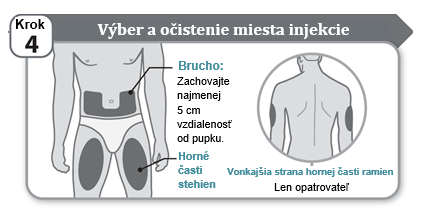 Krok
4
Výber a očistenie miesta injekcie
Brucho:
Zachovajte
najmenej
5 cm
vzdialenosť
od pupku.
Horné
časti
stehien
Vonkajšia strana hornej časti ramien
Len opatrovateľ